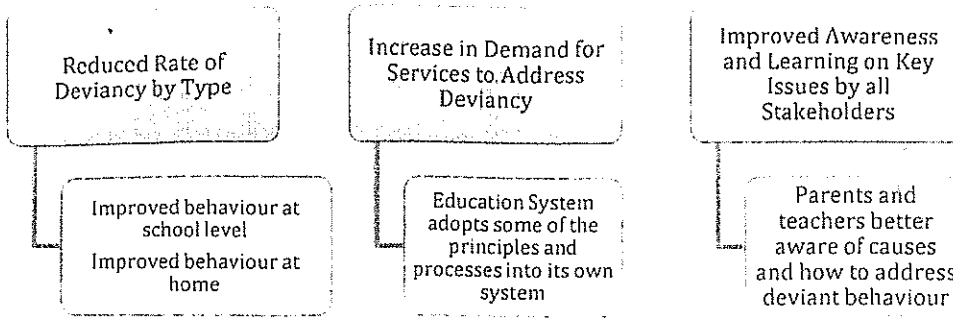 Reduced Rate of
Deviancy by Type
Increase in Demand for
Services to Address
Deviancy
Improved Awareness
and Learning on Key
Issues by all
Stakeholders
Improved behaviour at
school level
Improved behaviour at
home
Education System
adopts some of the
principles and
processes into its own
system
Parents and
teachers better
aware of causes
and how to address
deviant behaviour